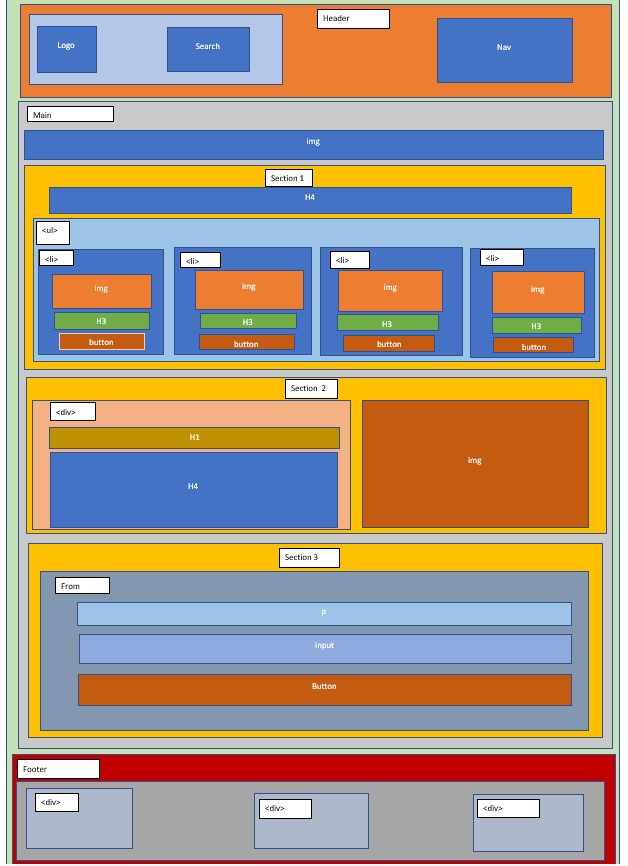 Header
Logo
Search
Nav
Main
img
Section 1
H4
<ul>
<li>
<li>
<li>
<li>
img
img
img
img
H3
H3
H3
H3
button
button
button
button
Section 2
<div>
H1
H4
img
Section 3
From
P
input
Button
Footer
<div>
<div>
<div>